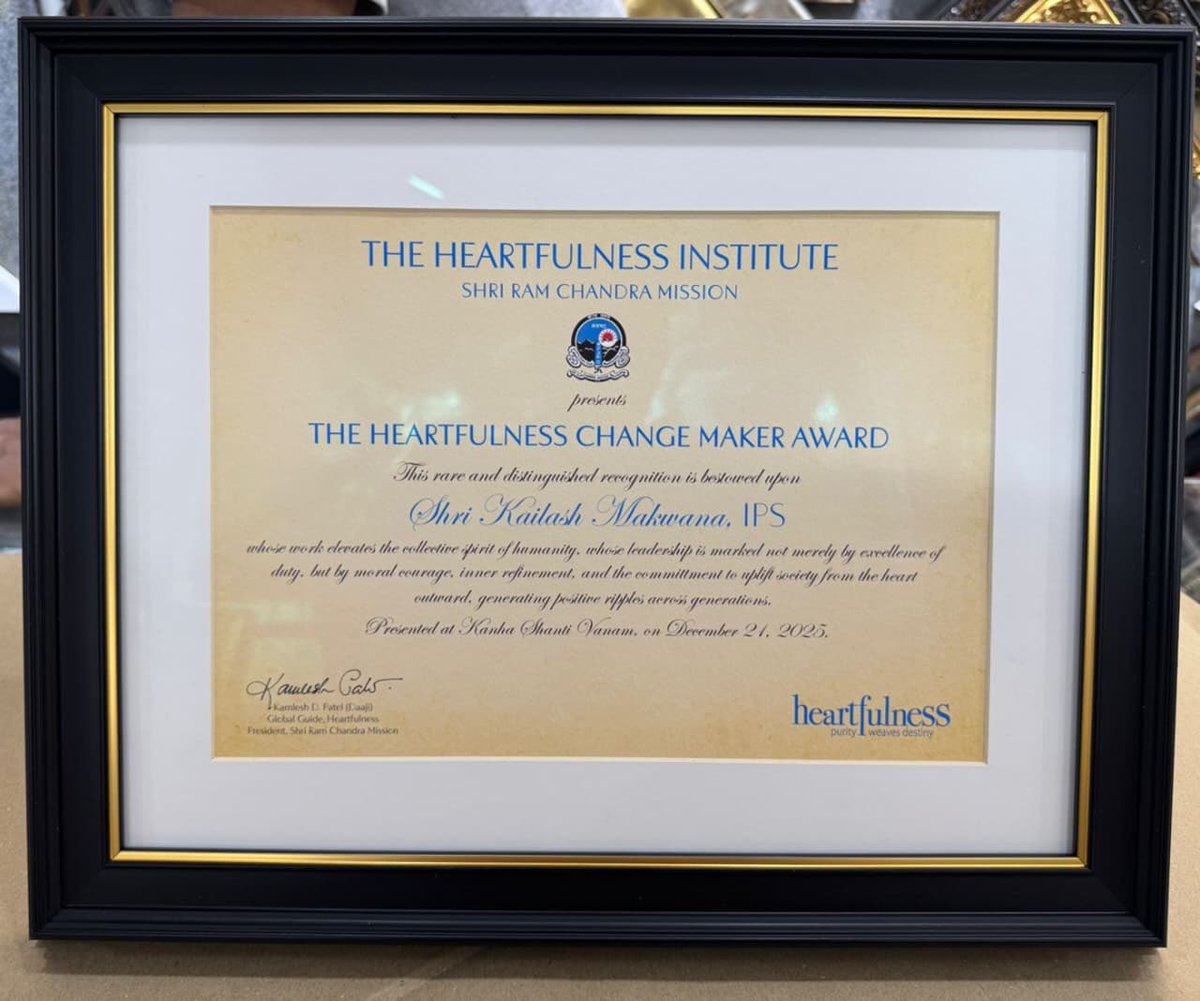 THE HEARTFULNESS INSTITUTE
SHRI RAM CHANDRA MISSION
presents
THE HEARTFULNESS CHANGE MAKER AWARD
This rare and distinguished recognition is bestowed upon
Shri Kailash Makwana, IPS
whose work elevates the collective spirit of humanity, whose leadership is marked not merely by excellence of
duty, but by moral courage, inner refinement, and the committment to uplift society from the heart
outward, generating positive ripples across generations.
Presented at Kanha Shanti Vanam, on December 21, 2025.
Kamlesh D. Patel (Daaji)
Global Guide, Heartfulness
President, Shri Ram Chandra Mission
heartfulness
purity weaves destiny